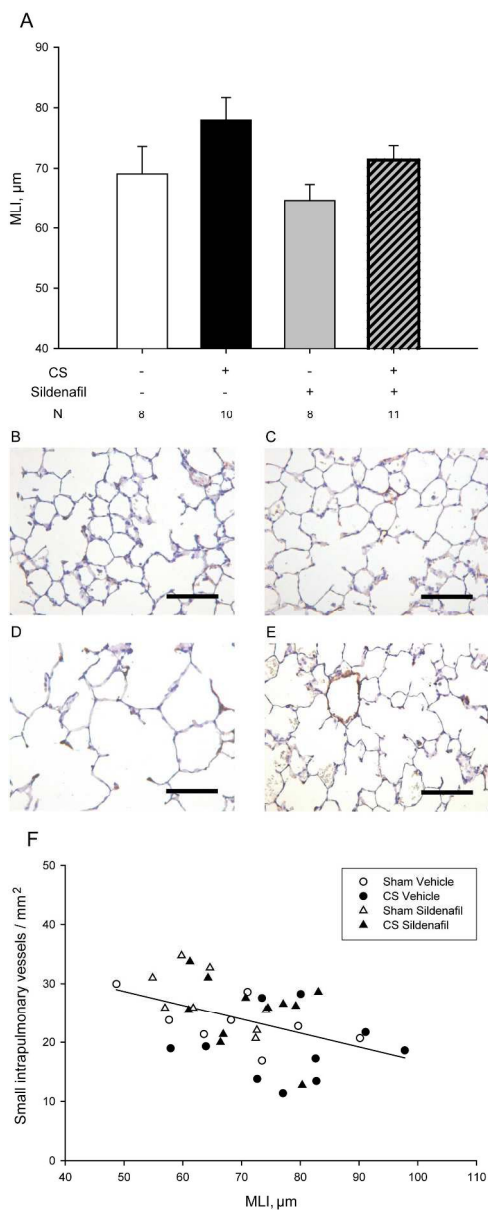 A
90
80
70
60
50
40
MLI, µm
CS - + - +
Sildenafil - - + +
N 8 10 8 11
B
C
D
E
F
50
40
30
20
10
0
Small intrapulmonary vessels / mm²
Sham Vehicle
CS Vehicle
Sham Sildenafil
CS Sildenafil
40 50 60 70 80 90 100 110
MLI, µm